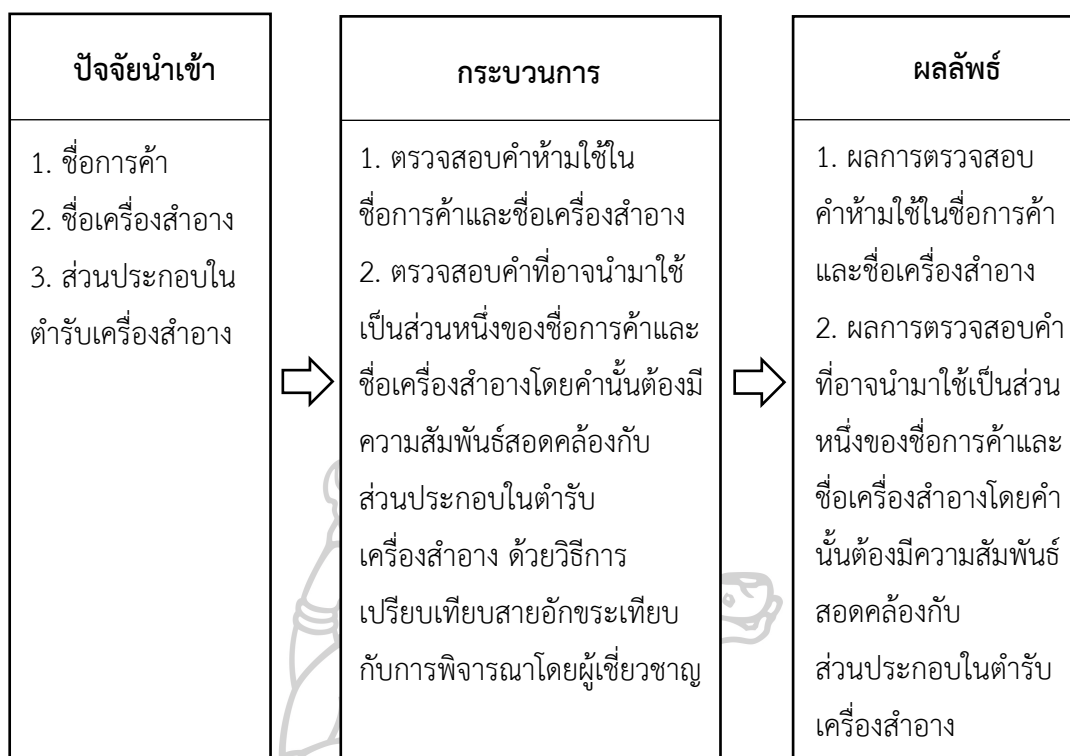 ปัจจัยนำเข้า
1. ชื่อการค้า
2. ชื่อเครื่องสำอาง
3. ส่วนประกอบใน
ตำรับเครื่องสำอาง
กระบวนการ
1. ตรวจสอบคำห้ามใช้ใน
ชื่อการค้าและชื่อเครื่องสำอาง
2. ตรวจสอบคำที่อาจนำมาใช้
เป็นส่วนหนึ่งของชื่อการค้าและ
ชื่อเครื่องสำอางโดยคำนั้นต้องมี
ความสัมพันธ์สอดคล้องกับ
ส่วนประกอบในตำรับ
เครื่องสำอาง ด้วยวิธีการ
เปรียบเทียบสายอักขระเทียบ
กับการพิจารณาโดยผู้เชี่ยวชาญ
ผลลัพธ์
1. ผลการตรวจสอบ
คำห้ามใช้ในชื่อการค้า
และชื่อเครื่องสำอาง
2. ผลการตรวจสอบคำ
ที่อาจนำมาใช้เป็นส่วน
หนึ่งของชื่อการค้าและ
ชื่อเครื่องสำอางโดยคำ
นั้นต้องมีความสัมพันธ์
สอดคล้องกับ
ส่วนประกอบในตำรับ
เครื่องสำอาง